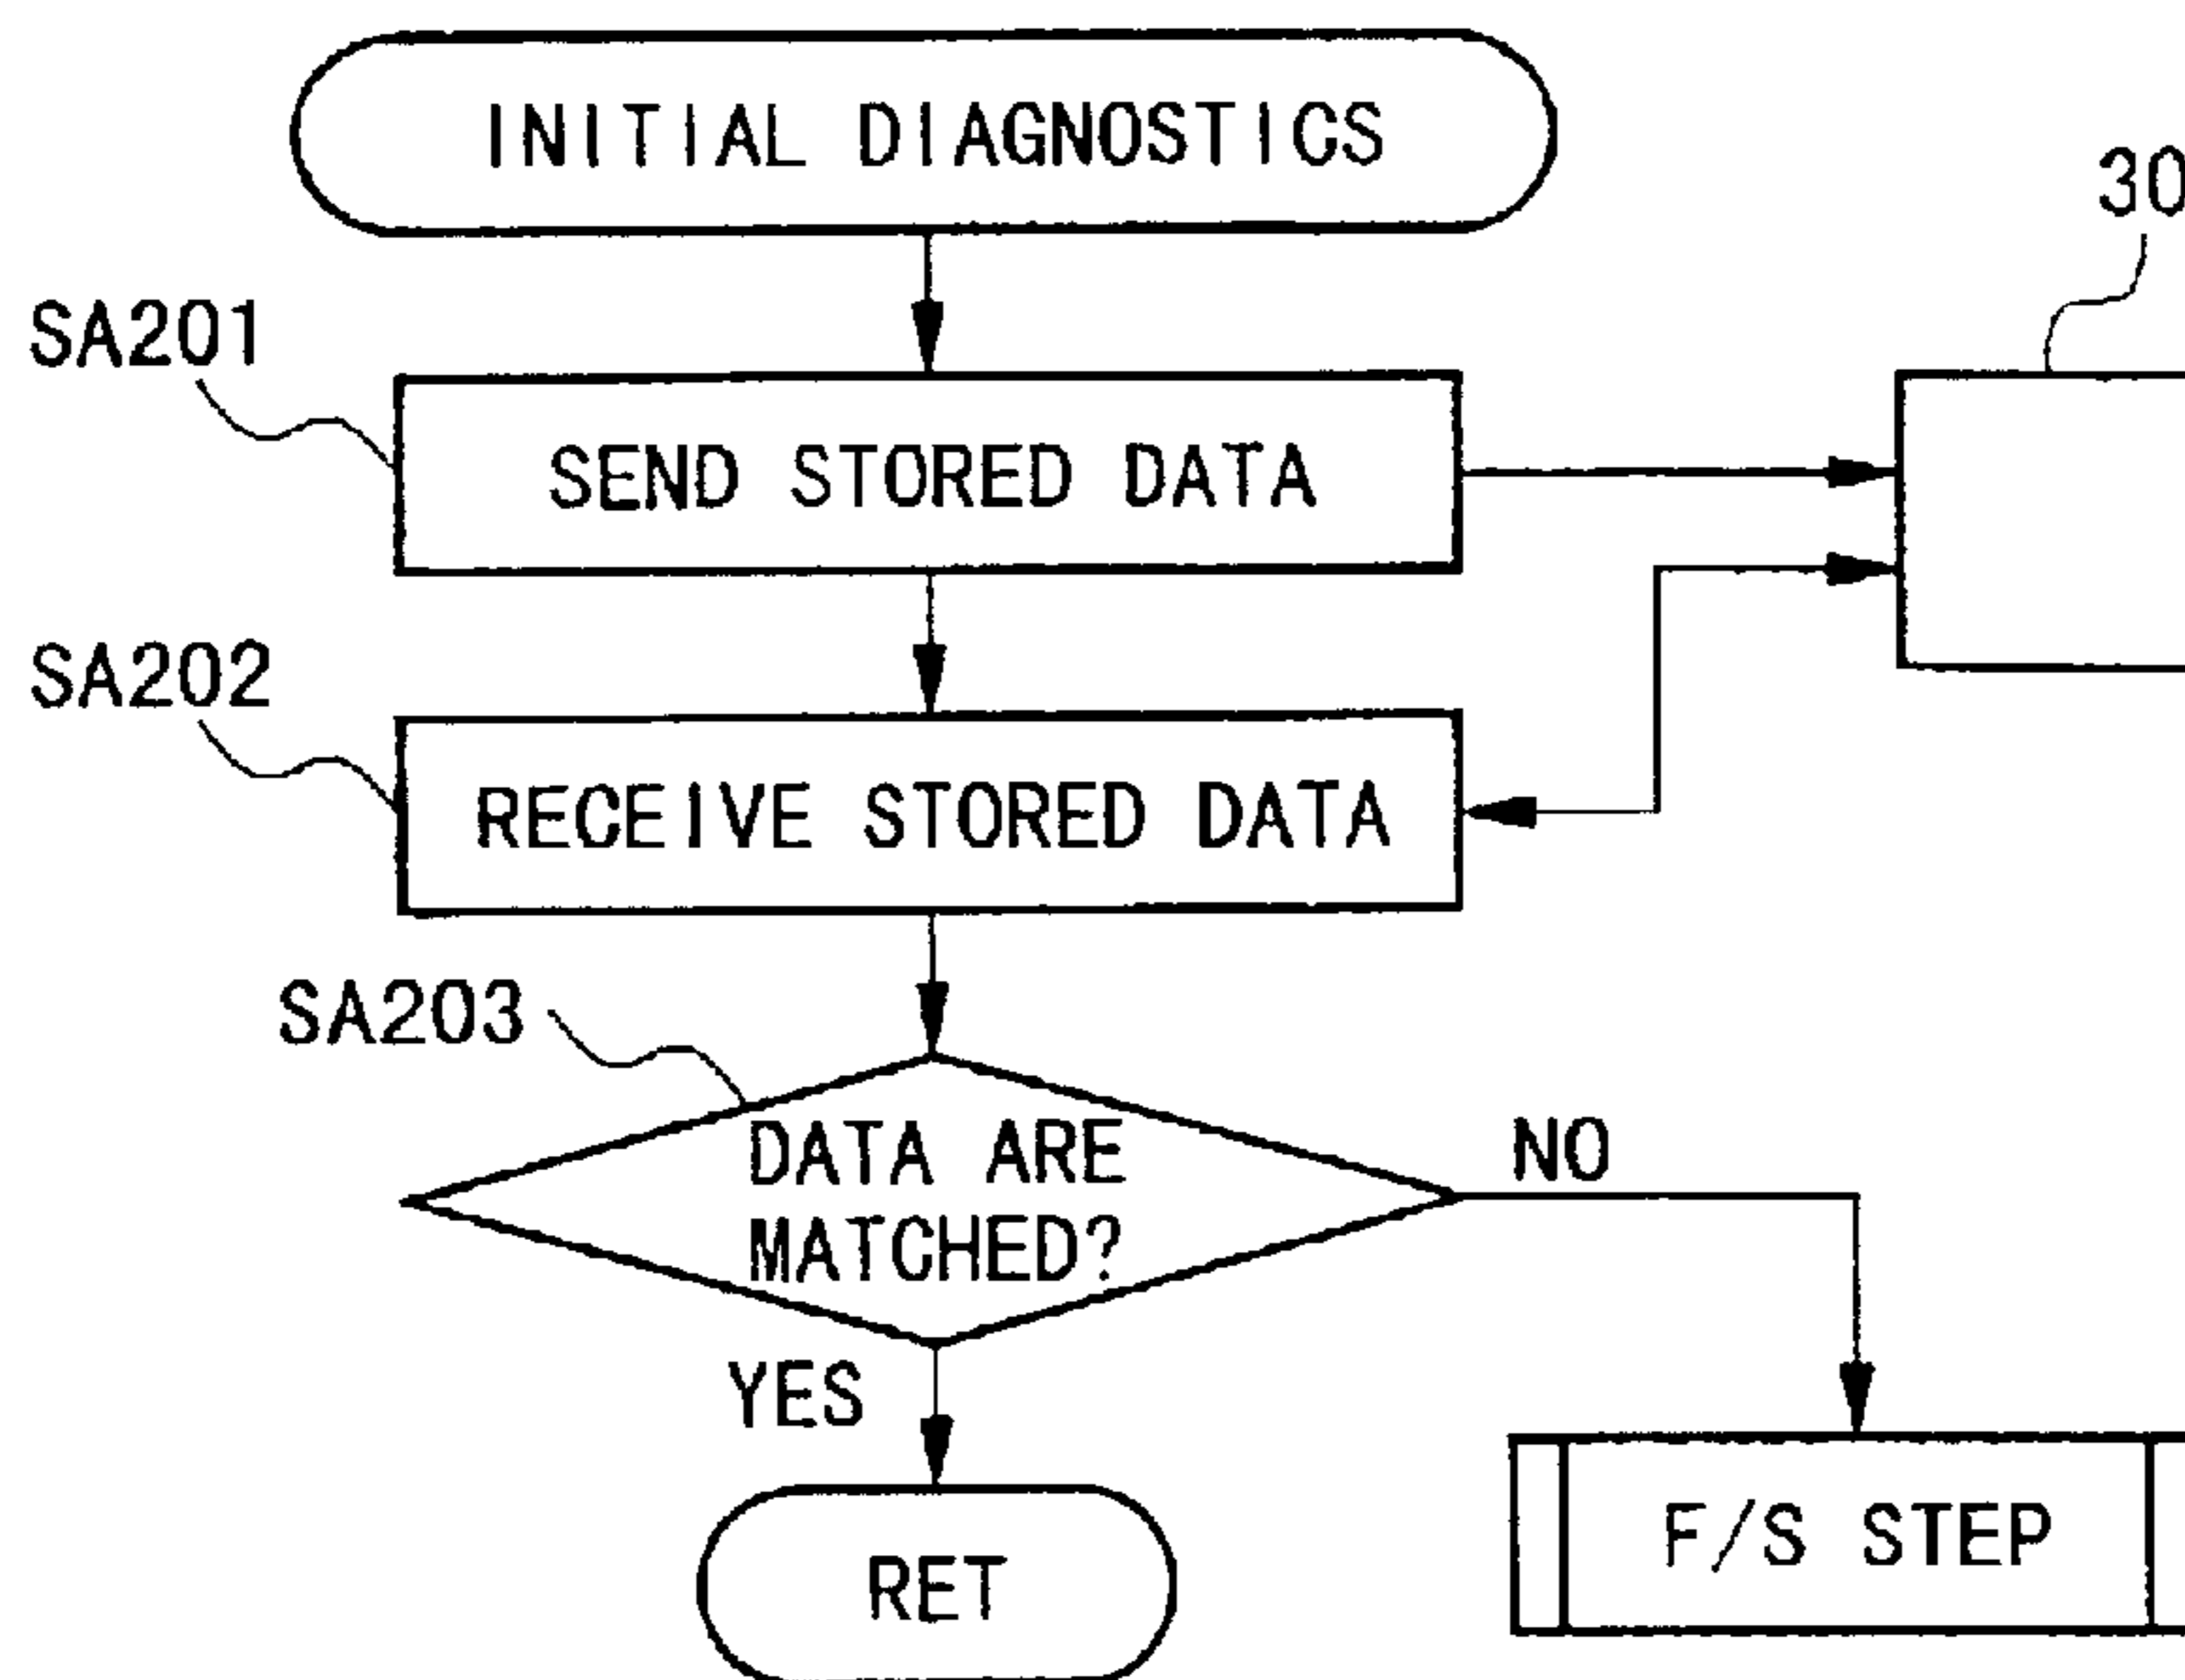 INITIAL DIAGNOSTICS
30
SA201
SEND STORED DATA
SA202
RECEIVE STORED DATA
SA203
DATA ARE
MATCHED?
NO
YES
F/S STEP
RET